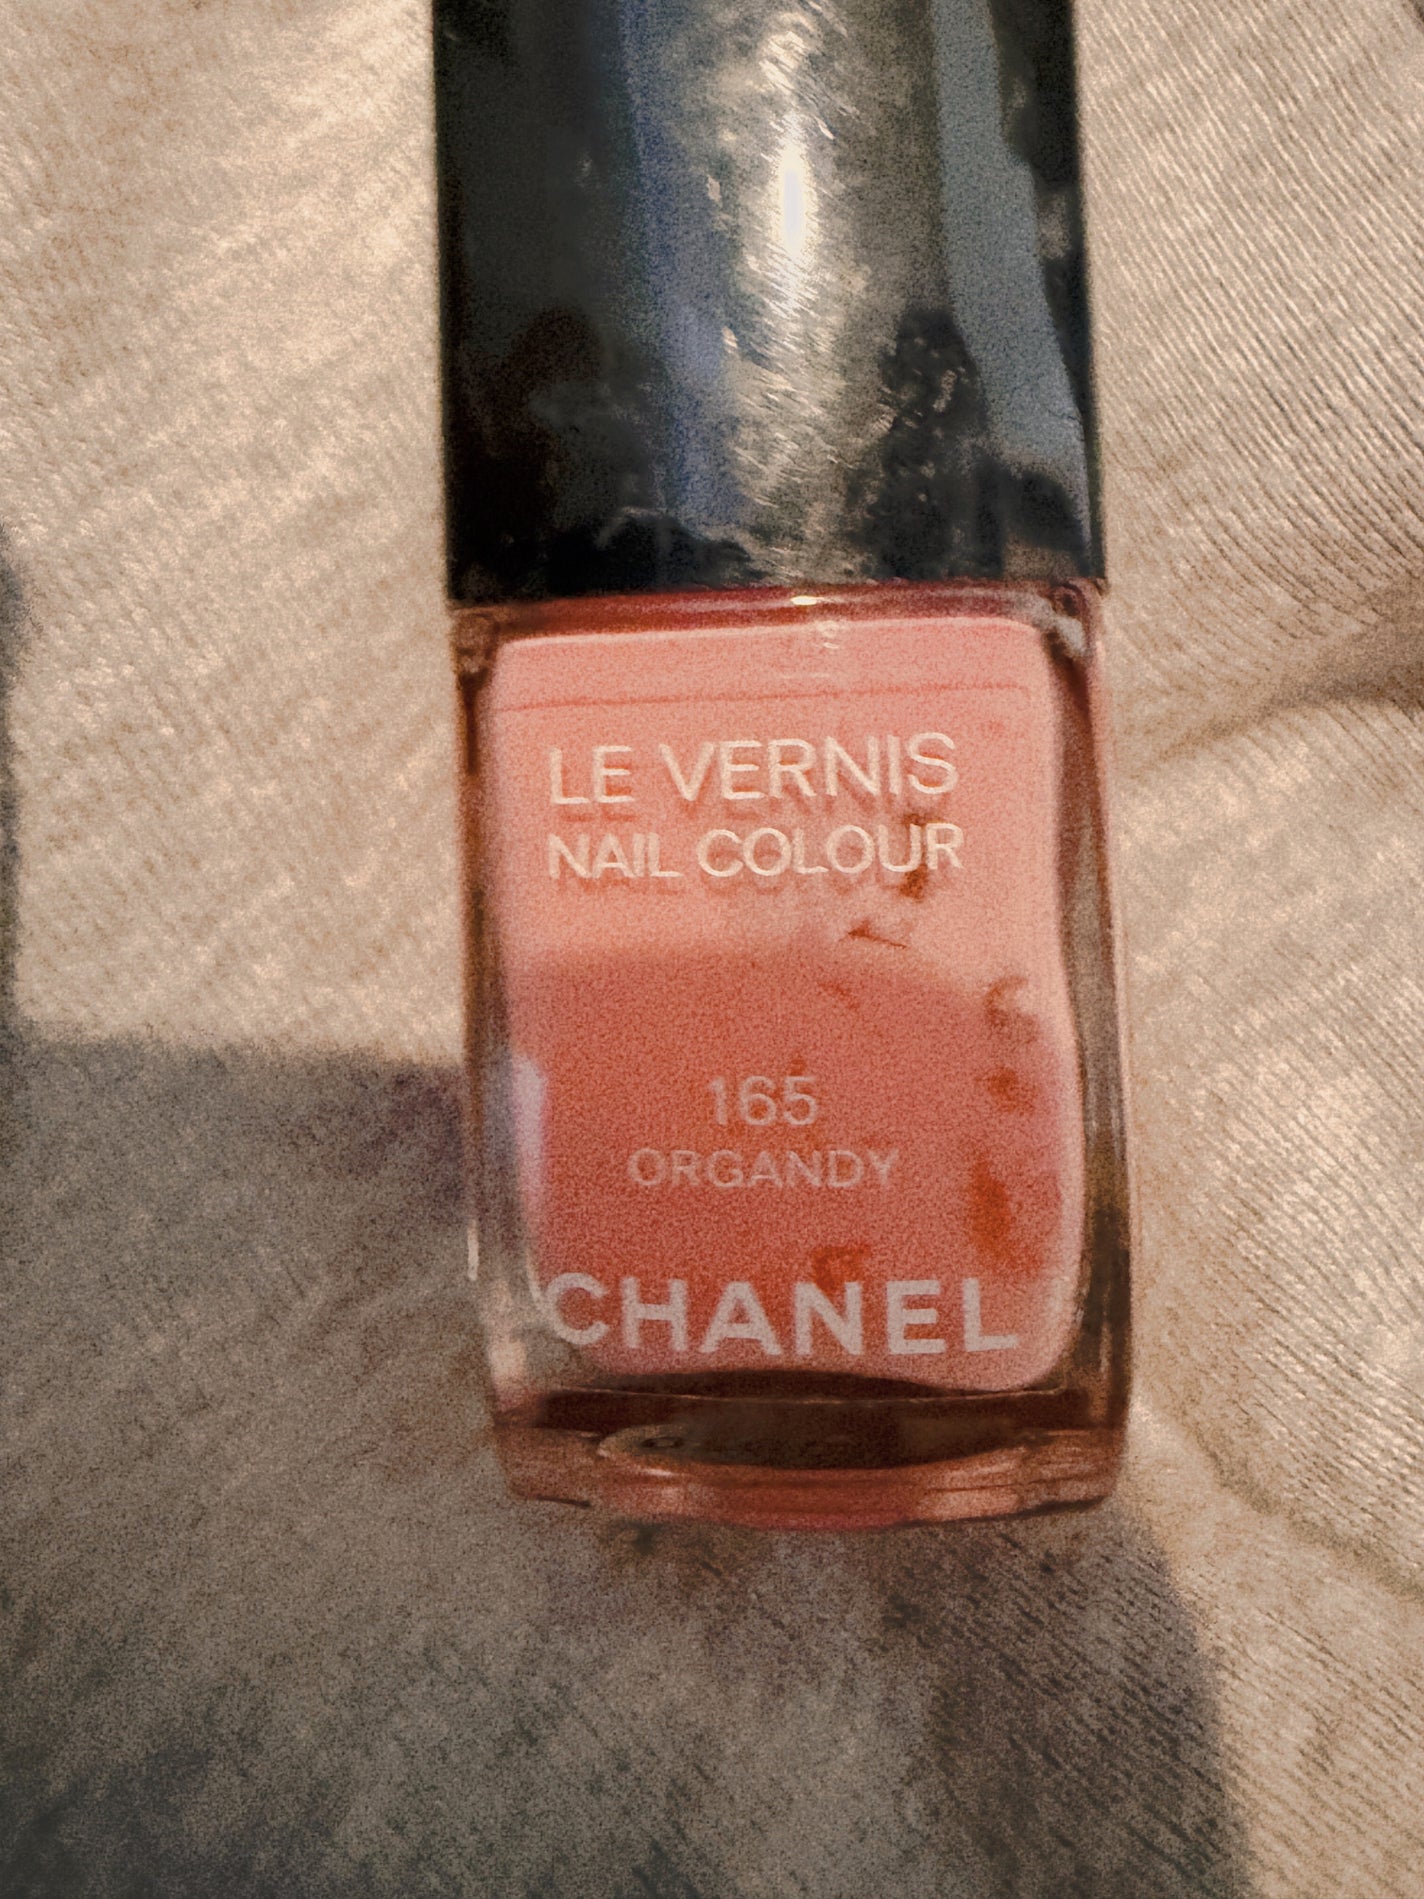 LE VERNIS
NAIL COLOUR
165
ORGANDY
CHANEL